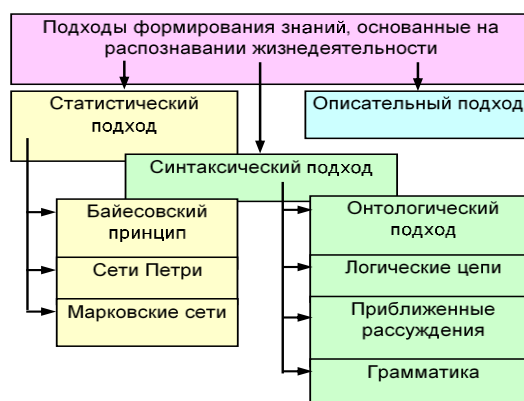 Подходы формирования знаний, основанные на
распознавании жизнедеятельности
Статистический
подход
Описательный подход
Синтаксический подход
Байесовский
принцип
Сети Петри
Марковские сети
Онтологический
подход
Логические цепи
Приближенные
рассуждения
Грамматика